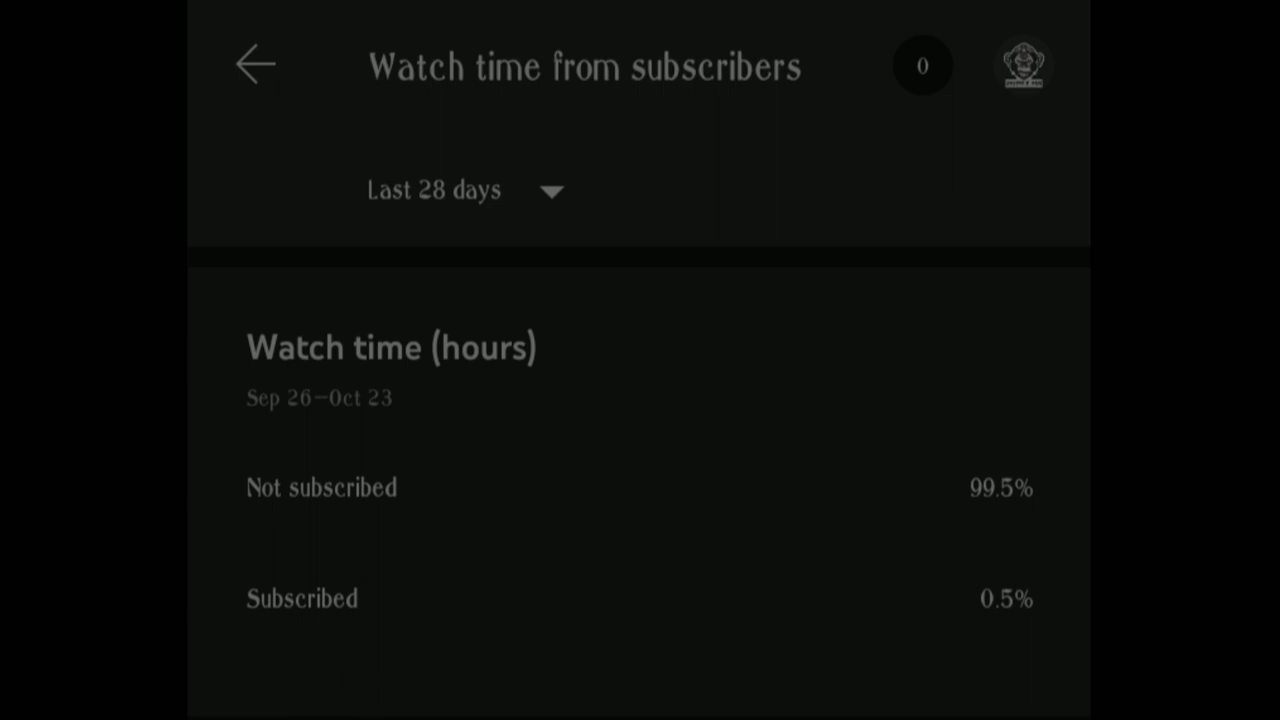 Watch time from subscribers
0
Last 28 days
Watch time (hours)
Sep 26–Oct 23
Not subscribed
99.5%
Subscribed
0.5%